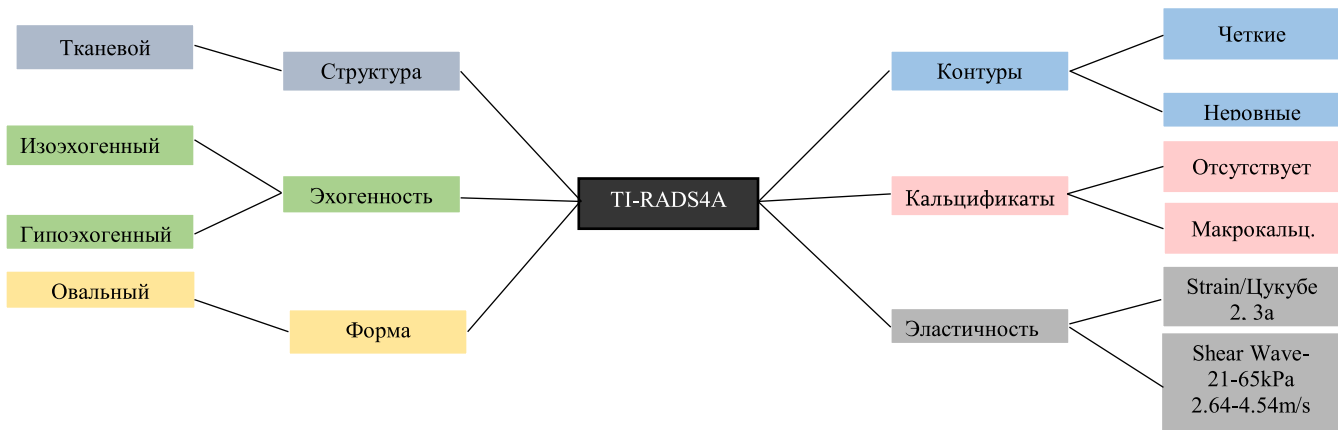 Тканевой
Структура
Изоэхогенный
Эхогенность
Гипоэхогенный
Овальный
Форма
TI-RADS4A
Контуры
Четкие
Неровные
Кальцификаты
Отсутствует
Макрокальц.
Эластичность
Strain/Цукубе
2, 3а
Shear Wave-
21-65kPa
2.64-4.54m/s